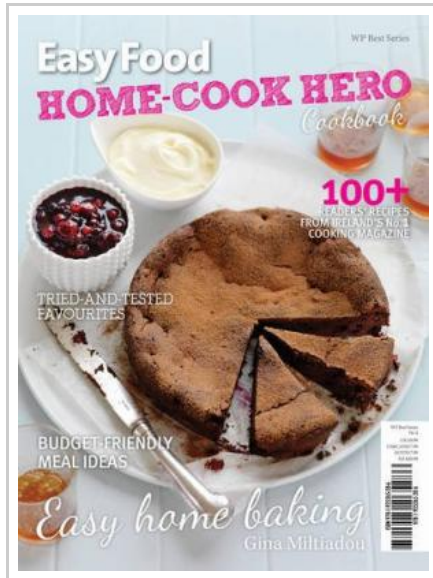 WP Best Series
Easy Food
HOME-COOK HERO
Cookbook
100+
READERS' RECIPES
FROM IRELAND'S No.1
COOKING MAGAZINE
TRIED-AND-TESTED
FAVOURITES
BUDGET-FRIENDLY
MEAL IDEAS
Easy home baking
Gina Miltiadou